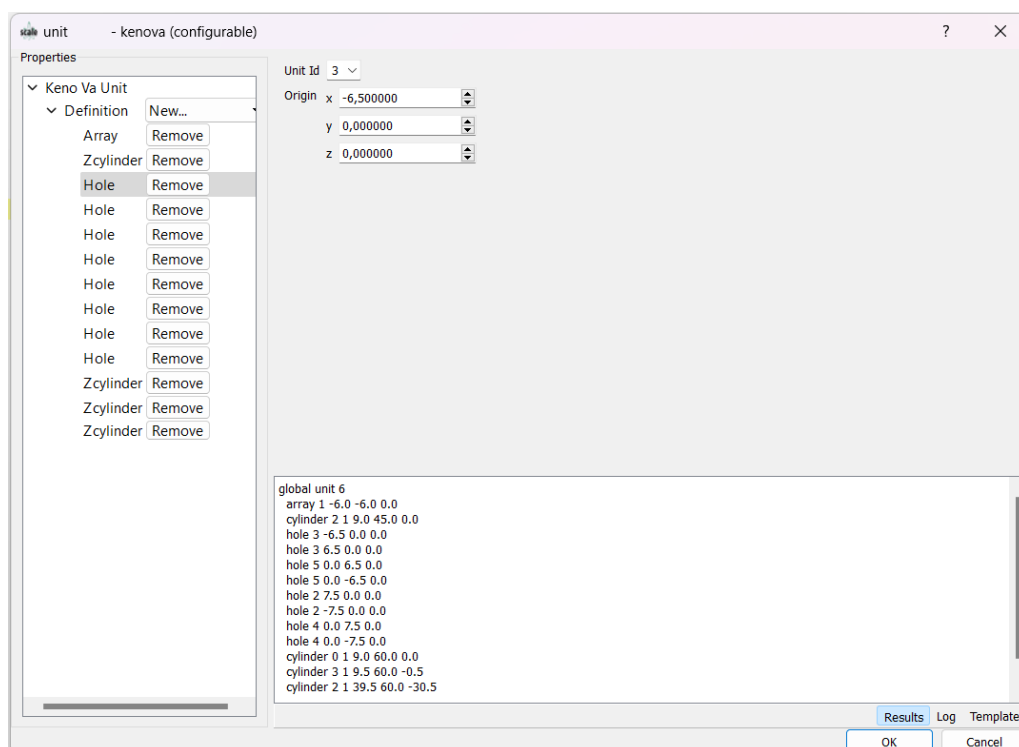 scale unit - kenova (configurable) ?
Properties
Keno Va Unit
Definition New...
Array Remove
Zcylinder Remove
Hole Remove
Hole Remove
Hole Remove
Hole Remove
Hole Remove
Hole Remove
Hole Remove
Hole Remove
Zcylinder Remove
Zcylinder Remove
Zcylinder Remove
Unit Id 3
Origin x -6,500000
y 0,000000
z 0,000000
global unit 6
array 1 -6.0 -6.0 0.0
cylinder 2 1 9.0 45.0 0.0
hole 3 -6.5 0.0 0.0
hole 3 6.5 0.0 0.0
hole 5 0.0 6.5 0.0
hole 5 0.0 -6.5 0.0
hole 2 7.5 0.0 0.0
hole 2 -7.5 0.0 0.0
hole 4 0.0 7.5 0.0
hole 4 0.0 -7.5 0.0
cylinder 0 1 9.0 60.0 0.0
cylinder 3 1 9.5 60.0 -0.5
cylinder 2 1 39.5 60.0 -30.5
Results Log Template
OK Cancel